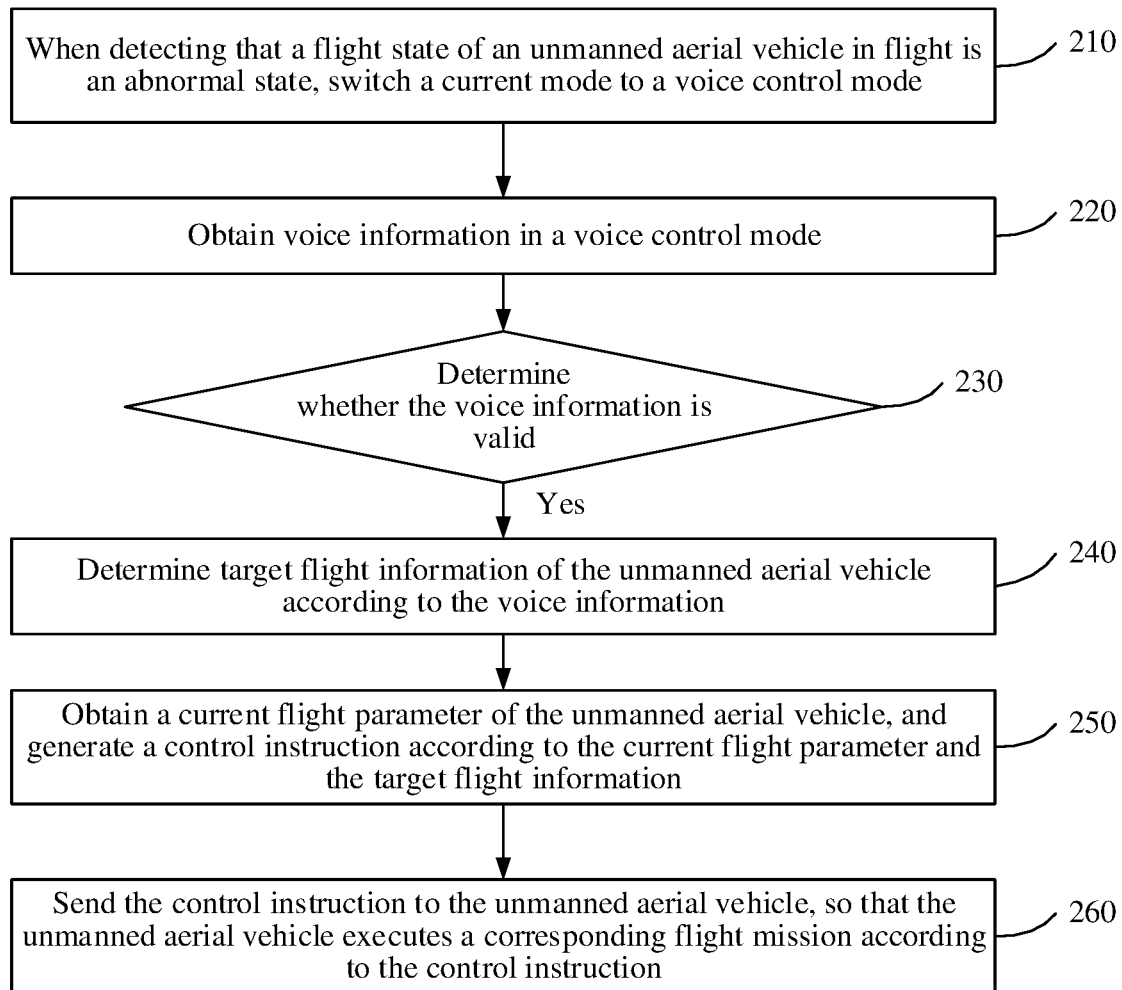 When detecting that a flight state of an unmanned aerial vehicle in flight is
an abnormal state, switch a current mode to a voice control mode
210
Obtain voice information in a voice control mode
220
Determine
whether the voice information is
valid
230
Yes
Determine target flight information of the unmanned aerial vehicle
according to the voice information
240
Obtain a current flight parameter of the unmanned aerial vehicle, and
generate a control instruction according to the current flight parameter and
the target flight information
250
Send the control instruction to the unmanned aerial vehicle, so that the
unmanned aerial vehicle executes a corresponding flight mission according
to the control instruction
260